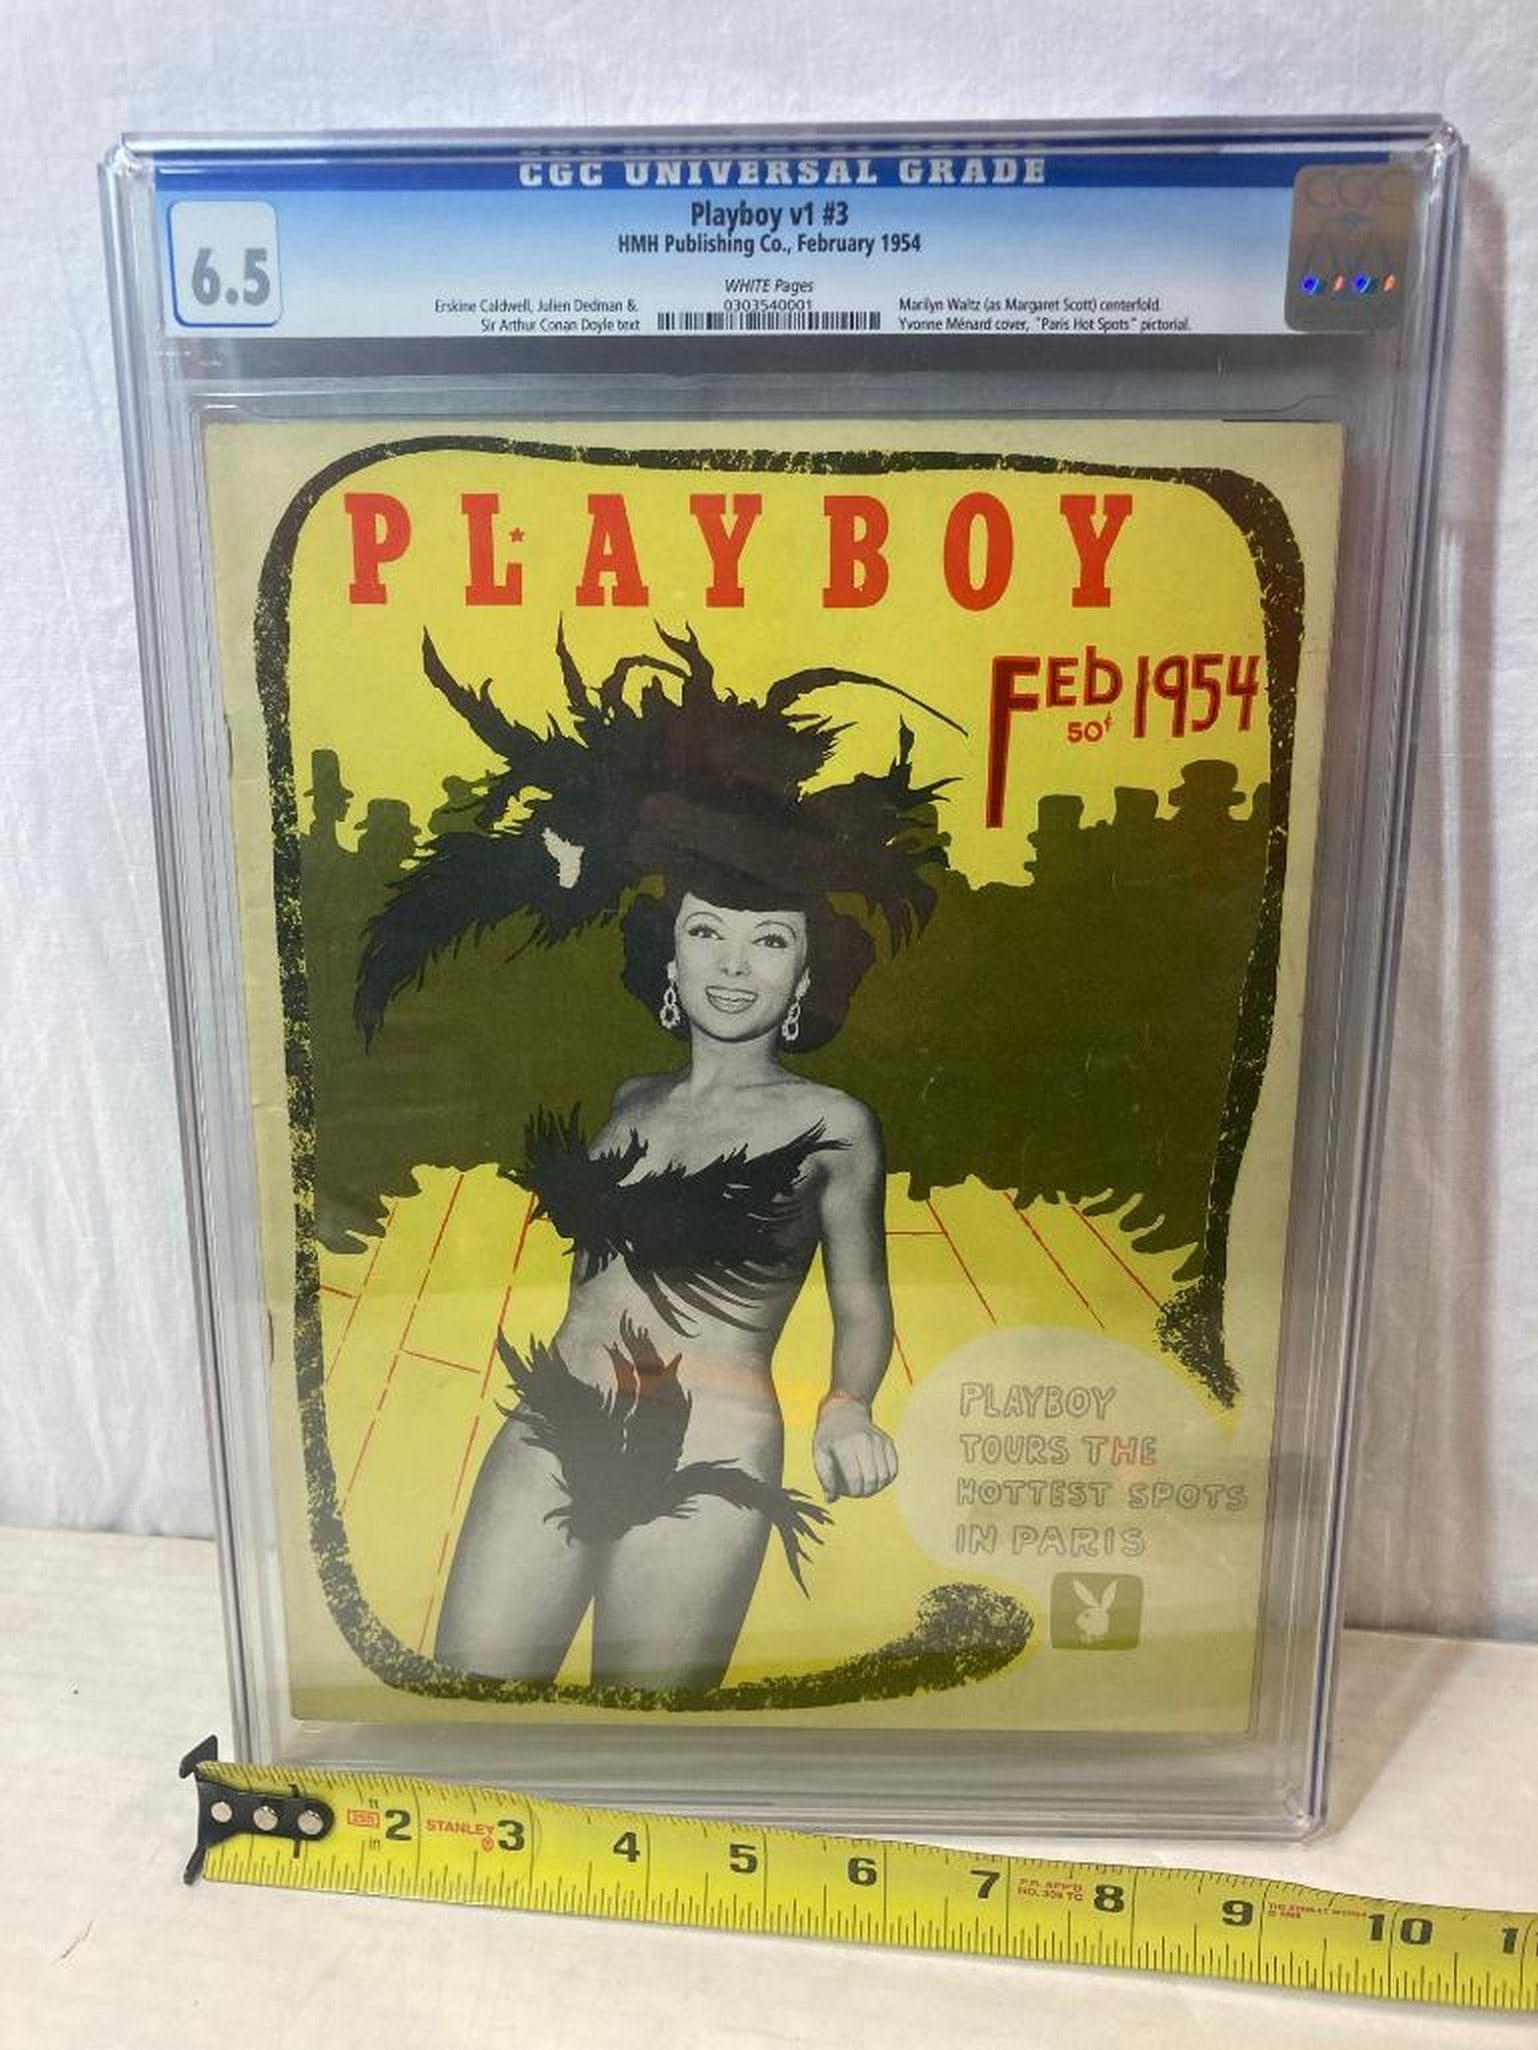 CGC UNIVERSAL GRADE
6.5
Playboy v1 #3
HMH Publishing Co., February 1954
WHITE Pages
0303540001
Erskine Caldwell, Julien Dedman &
Sir Arthur Conan Doyle text
Marilyn Waltz (as Margaret Scott) centerfold.
Yvonne Ménard cover, "Paris Hot Spots" pictorial.
CGC
PLAYBOY
FEB 1954
50¢
PLAYBOY
TOURS THE
HOTTEST SPOTS
IN PARIS
ft
in
2 STANLEY® 3 4 5 6 7 8 9 10